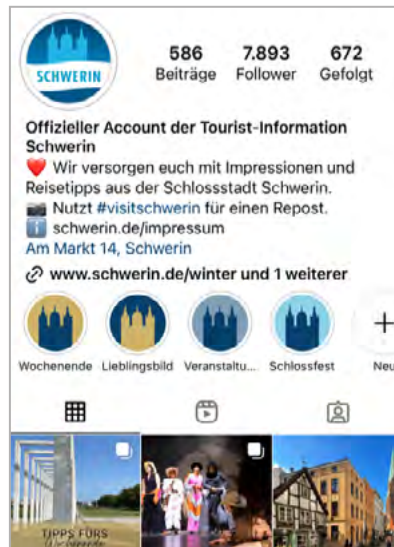 SCHWERIN
586 7.893 672
Beiträge Follower Gefolgt
Offizieller Account der Tourist-Information
Schwerin
❤️ Wir versorgen euch mit Impressionen und
Reisetipps aus der Schlossstadt Schwerin.
📷 Nutzt #visitschwerin für einen Repost.
ℹ️ schwerin.de/impressum
Am Markt 14, Schwerin
www.schwerin.de/winter und 1 weiterer
Wochenende Lieblingsbild Veranstaltu... Schlossfest Neu
TIPPS FÜRS
Wochenende